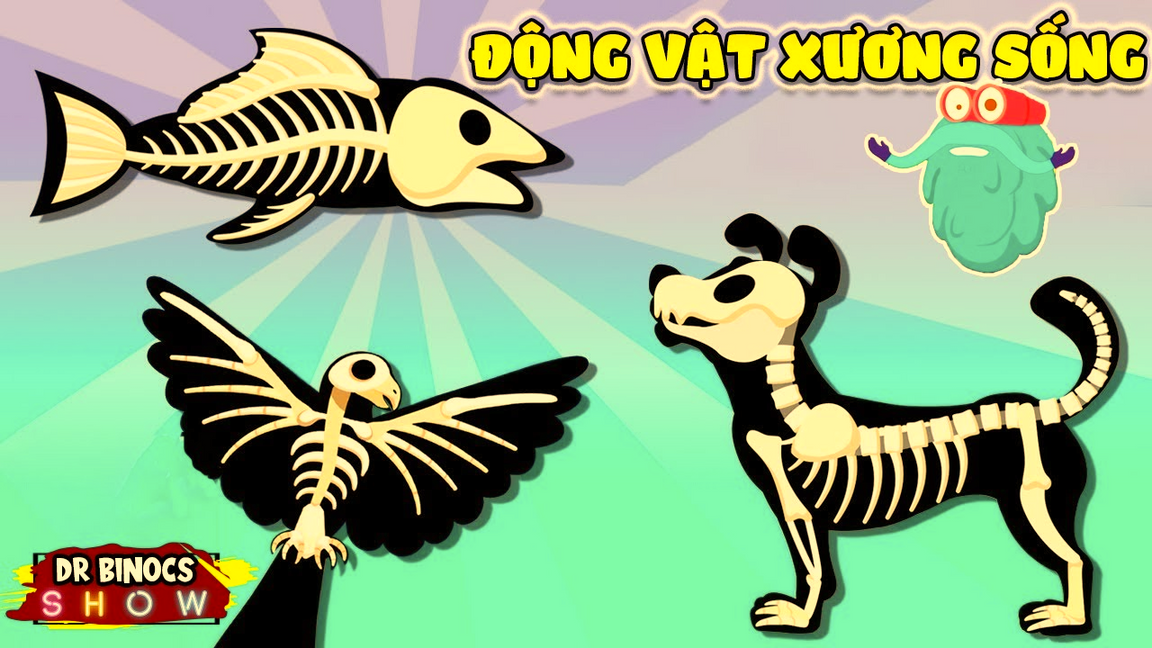 ĐỘNG VẬT XƯƠNG SỐNG
DR BINOCS
SHOW